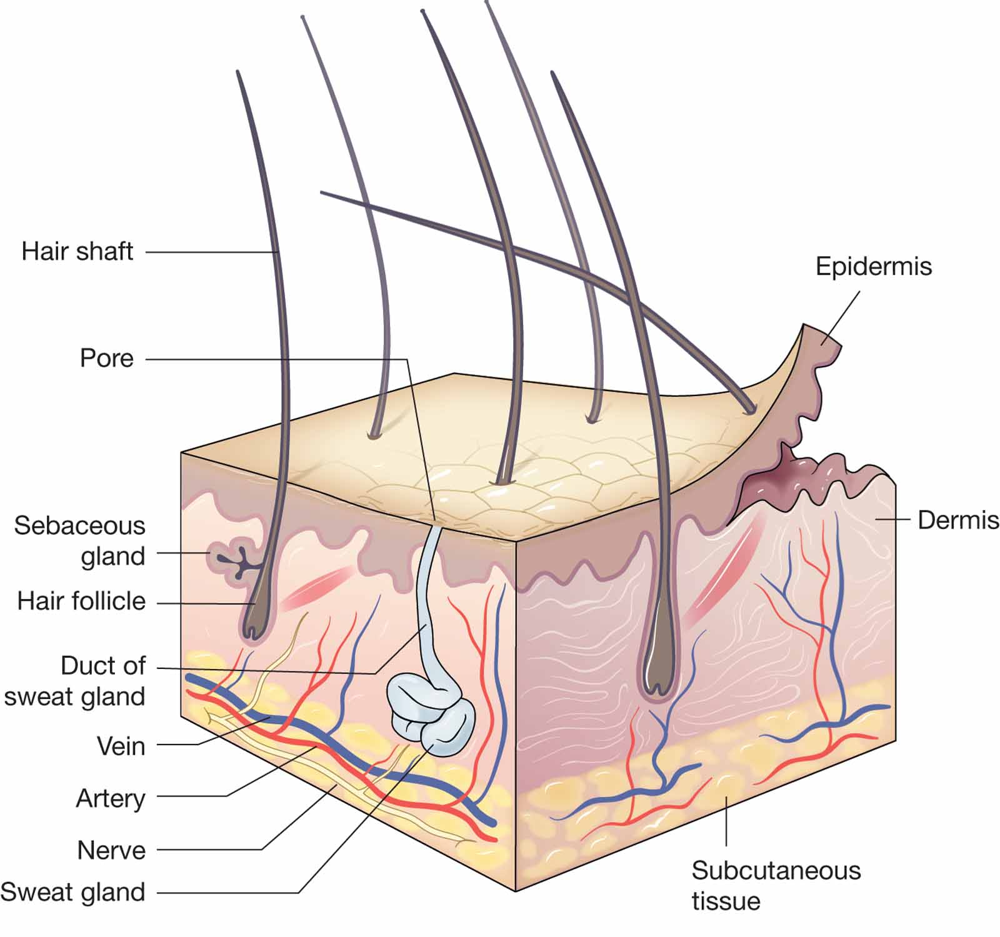 Hair shaft
Epidermis
Pore
Dermis
Sebaceous
gland
Hair follicle
Duct of
sweat gland
Vein
Artery
Nerve
Sweat gland
Subcutaneous
tissue